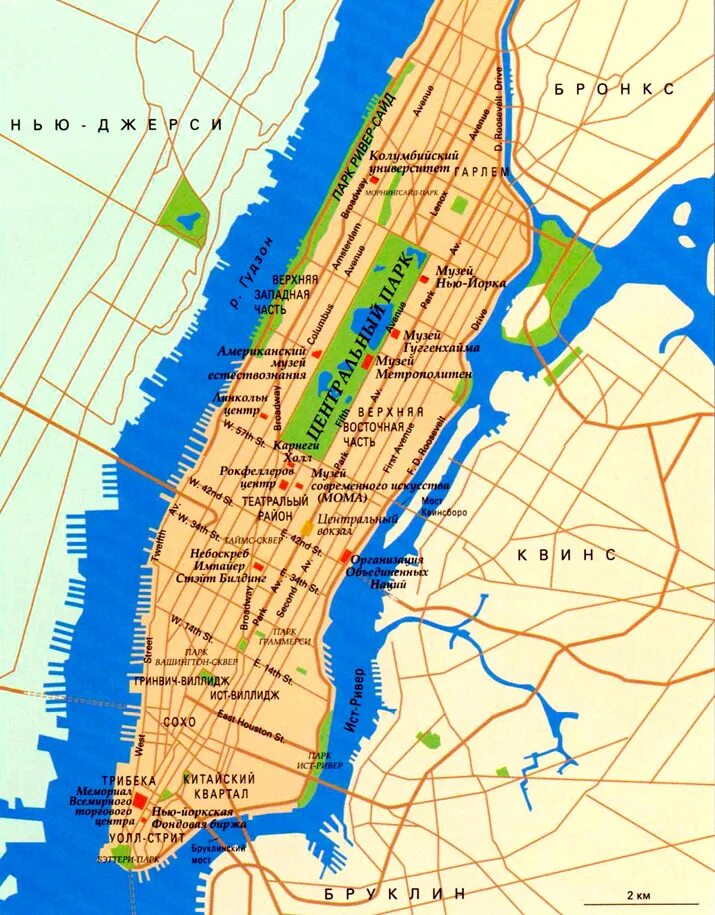 БРОНКС
НЬЮ-ДЖЕРСИ
ПАРК РИВЕР-САЙД
Avenue
Avenue
D. Roosevelt Drive
Колумбийский
университет
ГАРЛЕМ
МОРНИНГСАЙД-ПАРК
Broadway
Lenox
Av.
Amsterdam
Avenue
р. Гудзон
ВЕРХНЯЯ
ЗАПАДНАЯ
ЧАСТЬ
Музей
Нью-Йорка
Park
Avenue
Drive
Columbus
ЦЕНТРАЛЬНЫЙ ПАРК
Музей
Гуггенхайма
Американский
музей
естествознания
Музей
Метрополитен
Линкольн
центр
Broadway
Av.
Fifth
ВЕРХНЯЯ
ВОСТОЧНАЯ
ЧАСТЬ
W. 57th St.
Карнеги
Холл
Park
First Avenue
F. D. Roosevelt
Рокфеллеров
центр
Музей
современного искусства
(МОМА)
W. 42nd St.
ТЕАТРАЛЬЫЙ
РАЙОН
Мост
Квинсборо
Av.
W. 34th St.
Центральный
вокзал
ТАЙМС-СКВЕР
E. 42nd St.
Twelfth
Небоскреб
Импайер
Стэйт Билдинг
Организация
Объединенных
Наций
КВИНС
Av.
Av.
E. 34th St.
Broadway
Park
Second
W. 14th St.
ПАРК
ГРАММЕРСИ
Street
ПАРК
ВАШИНГТОН-СКВЕР
E. 14th St.
ГРИНВИЧ-ВИЛЛИДЖ
ИСТ-ВИЛЛИДЖ
Ист-Ривер
СОХО
East Houston St.
West
ПАРК
ИСТ-РИВЕР
ТРИБЕКА
КИТАЙСКИЙ
КВАРТАЛ
Мемориал
Всемирного
торгового
центра
Нью-йоркская
Фондовая биржа
УОЛЛ-СТРИТ
Бруклинский
мост
БЭТТЕРИ-ПАРК
БРУКЛИН
2 км